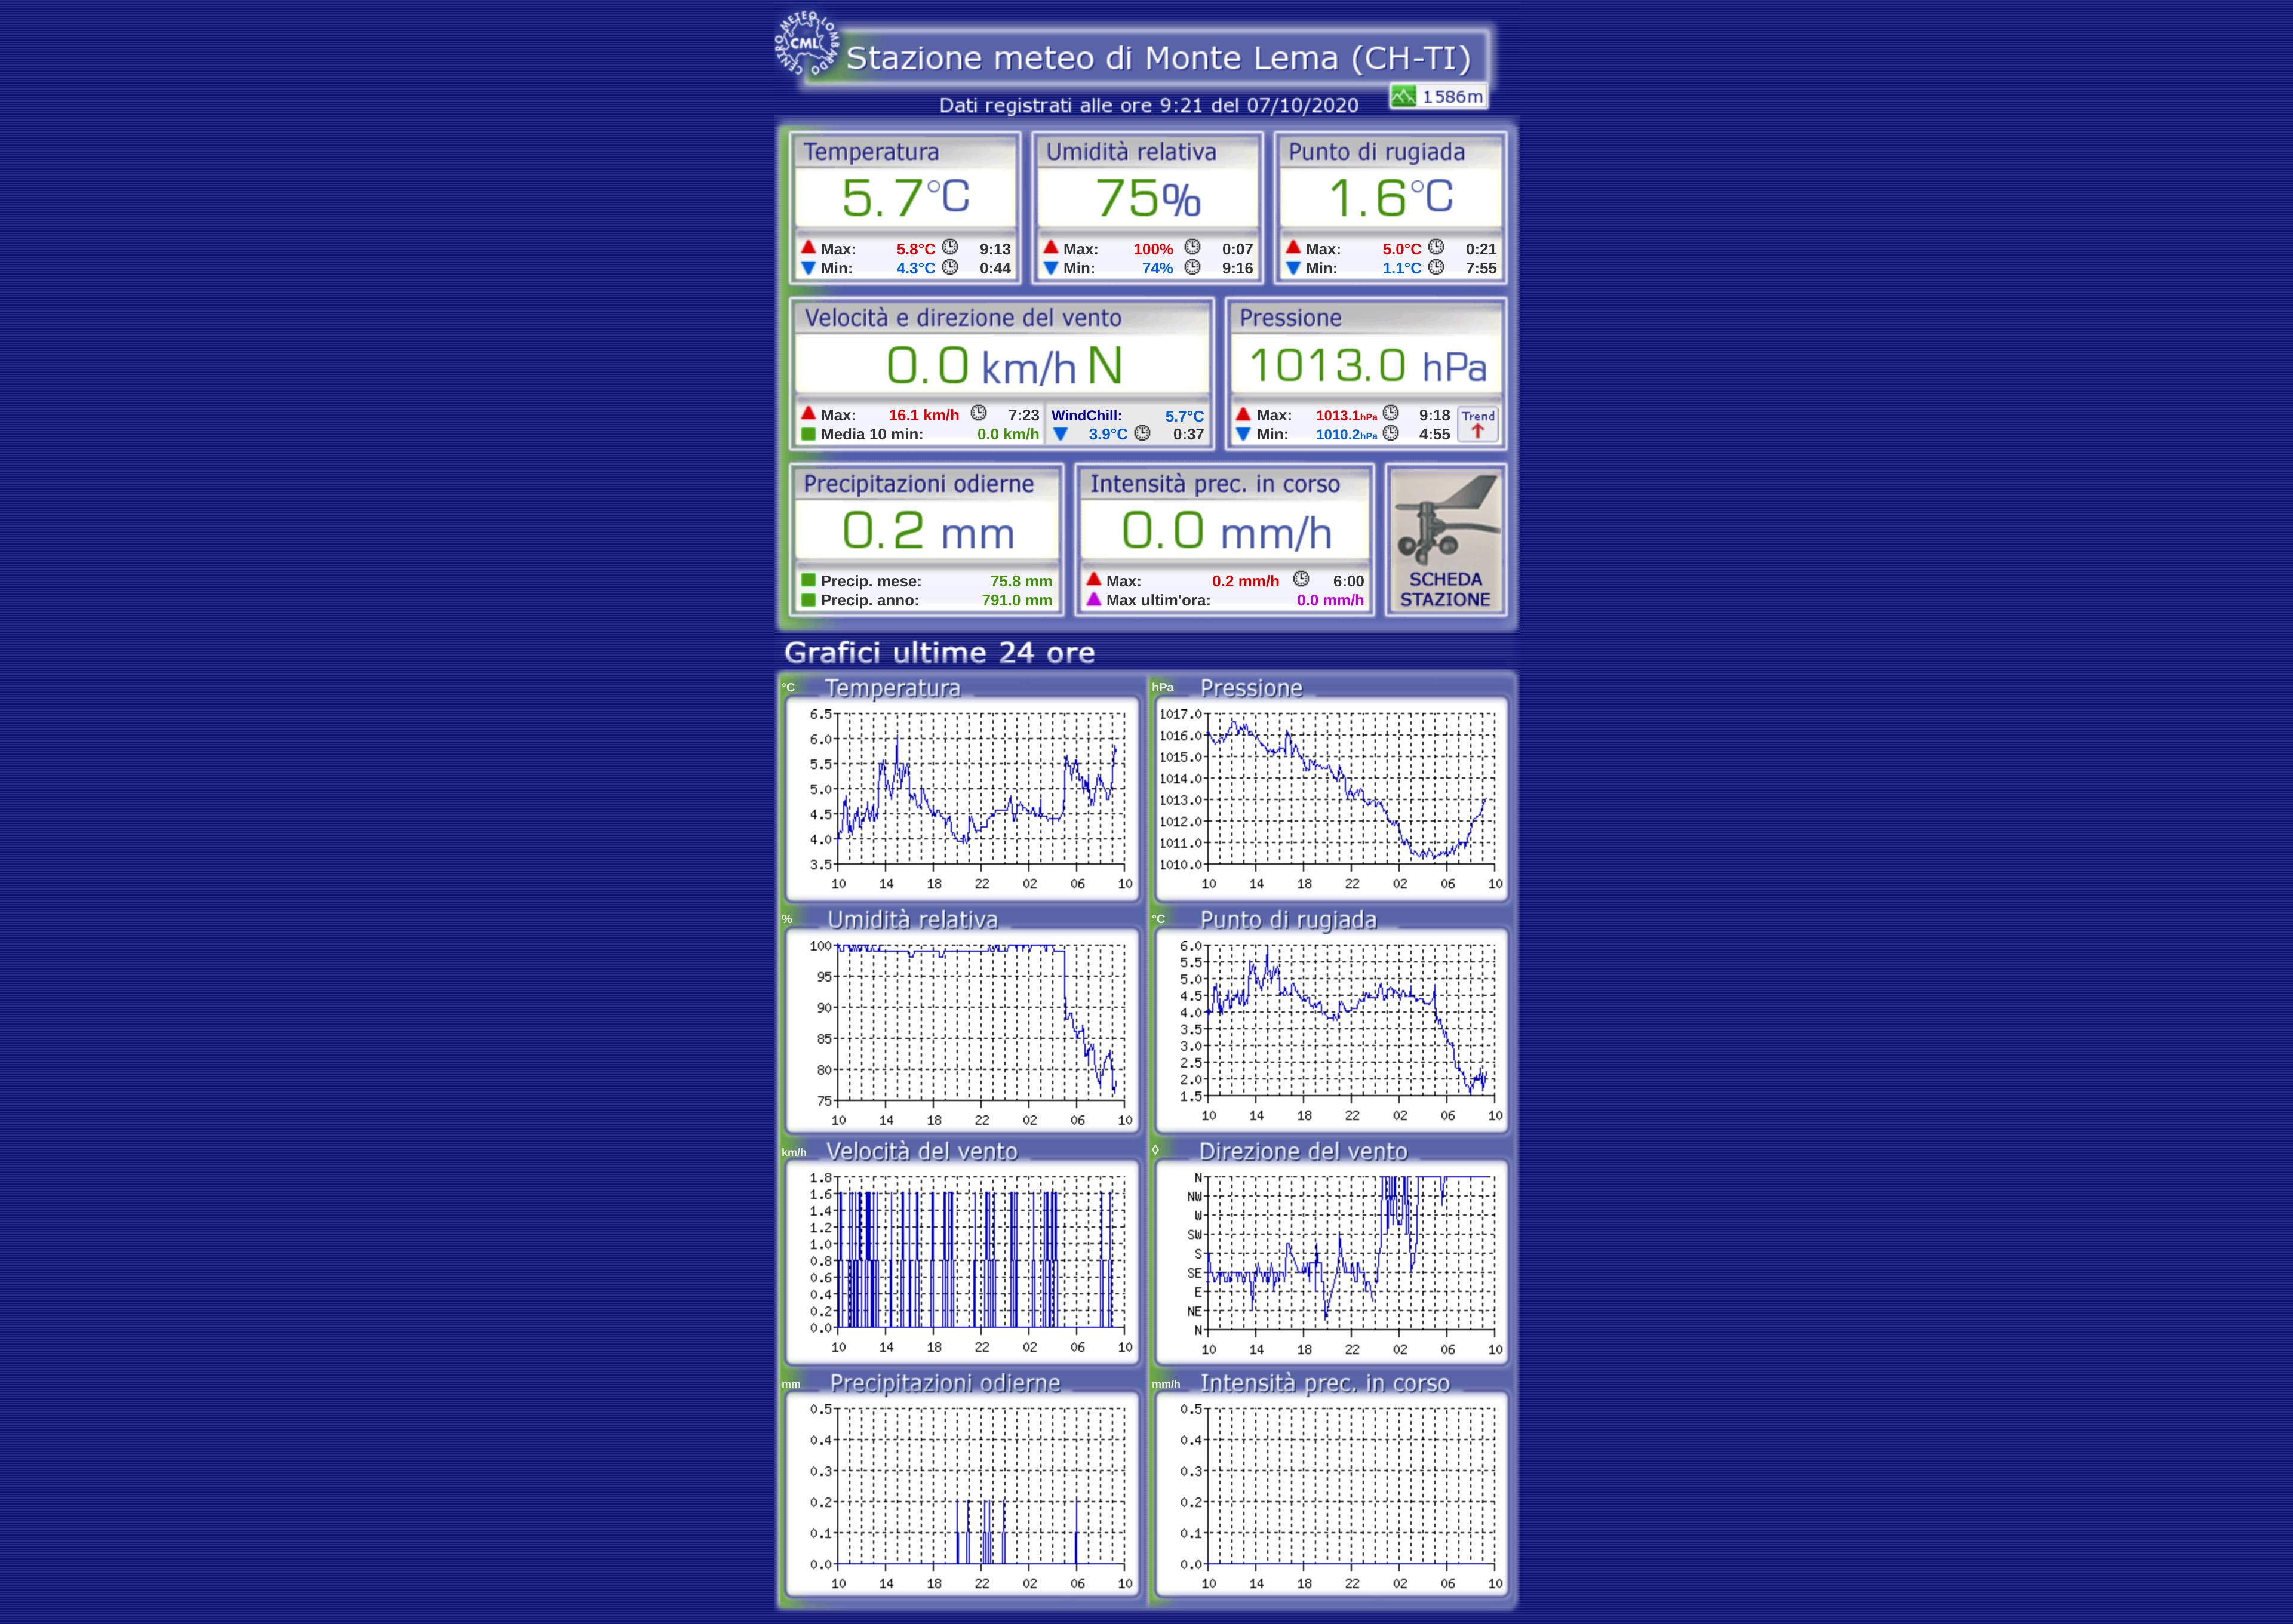 CENTRO METEO LOMBARDO
CML
Stazione meteo di Monte Lema (CH-TI)
1586m
Dati registrati alle ore 9:21 del 07/10/2020
Temperatura
5.7°C
Max: 5.8°C 9:13
Min: 4.3°C 0:44
Umidità relativa
75%
Max: 100% 0:07
Min: 74% 9:16
Punto di rugiada
1.6°C
Max: 5.0°C 0:21
Min: 1.1°C 7:55
Velocità e direzione del vento
0.0 km/h N
Max: 16.1 km/h 7:23
Media 10 min: 0.0 km/h
WindChill: 5.7°C
3.9°C 0:37
Pressione
1013.0 hPa
Max: 1013.1hPa 9:18
Min: 1010.2hPa 4:55
Trend
Precipitazioni odierne
0.2 mm
Precip. mese: 75.8 mm
Precip. anno: 791.0 mm
Intensità prec. in corso
0.0 mm/h
Max: 0.2 mm/h 6:00
Max ultim'ora: 0.0 mm/h
SCHEDA
STAZIONE
Grafici ultime 24 ore
°C Temperatura
6.5
6.0
5.5
5.0
4.5
4.0
3.5
10 14 18 22 02 06 10
hPa Pressione
1017.0
1016.0
1015.0
1014.0
1013.0
1012.0
1011.0
1010.0
10 14 18 22 02 06 10
% Umidità relativa
100
95
90
85
80
75
10 14 18 22 02 06 10
°C Punto di rugiada
6.0
5.5
5.0
4.5
4.0
3.5
3.0
2.5
2.0
1.5
10 14 18 22 02 06 10
km/h Velocità del vento
1.8
1.6
1.4
1.2
1.0
0.8
0.6
0.4
0.2
0.0
10 14 18 22 02 06 10
◊ Direzione del vento
N
NW
W
SW
S
SE
E
NE
N
10 14 18 22 02 06 10
mm Precipitazioni odierne
0.5
0.4
0.3
0.2
0.1
0.0
10 14 18 22 02 06 10
mm/h Intensità prec. in corso
0.5
0.4
0.3
0.2
0.1
0.0
10 14 18 22 02 06 10